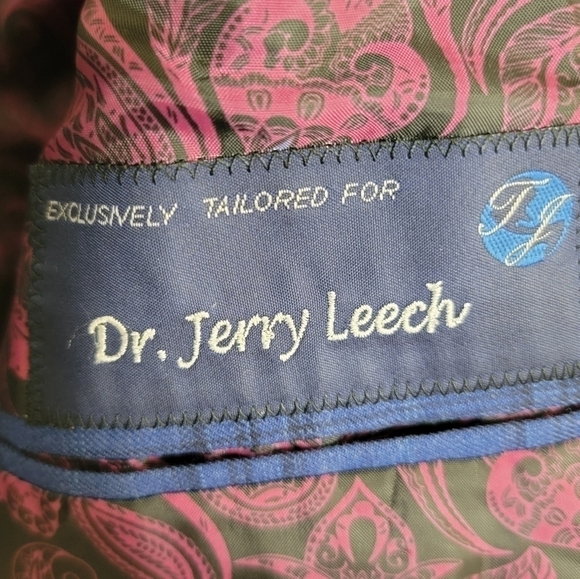 EXCLUSIVELY TAILORED FOR
TJ
Dr. Jerry Leech